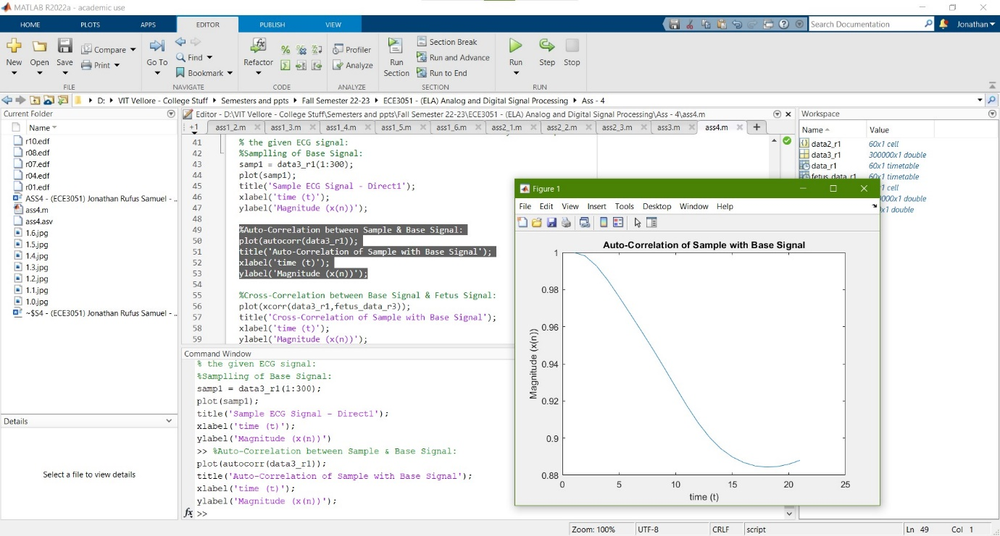 MATLAB R2022a - academic use
HOME PLOTS APPS EDITOR PUBLISH VIEW
Search Documentation
Jonathan
New Open Save
Compare
Print
FILE
Go To
Find
Bookmark
NAVIGATE
Refactor
CODE
Profiler
Analyze
ANALYZE
Run
Section
Section Break
Run and Advance
Run to End
SECTION
Run Step Stop
RUN
D: VIT Vellore - College Stuff Semesters and ppts Fall Semester 22-23 ECE3051 - (ELA) Analog and Digital Signal Processing Ass - 4
Current Folder
Name
r10.edf
r08.edf
r07.edf
r04.edf
r01.edf
ASS4 - (ECE3051) Jonathan Rufus Samuel - ..
ass4.m
ass4.asv
1.6.jpg
1.5.jpg
1.4.jpg
1.3.jpg
1.2.jpg
1.1.jpg
1.0.jpg
~$S4 - (ECE3051) Jonathan Rufus Samuel - ..
Details
Select a file to view details
Editor - D:\VIT Vellore - College Stuff\Semesters and ppts\Fall Semester 22-23\ECE3051 - (ELA) Analog and Digital Signal Processing\Ass - 4\ass4.m
+1 ass1_2.m ass1_3.m ass1_4.m ass1_5.m ass1_6.m ass2_1.m ass2_2.m ass2_3.m ass3.m ass4.m
41 % the given ECG signal:
42 %Samplling of Base Signal:
43 samp1 = data3_r1(1:300);
44 plot(samp1);
45 title('Sample ECG Signal - Direct1');
46 xlabel('time (t)');
47 ylabel('Magnitude (x(n))');
48
49 %Auto-Correlation between Sample & Base Signal:
50 plot(autocorr(data3_r1));
51 title('Auto-Correlation of Sample with Base Signal');
52 xlabel('time (t)');
53 ylabel('Magnitude (x(n))');
54
55 %Cross-Correlation between Base Signal & Fetus Signal:
56 plot(xcorr(data3_r1,fetus_data_r3));
57 title('Cross-Correlation of Sample with Base Signal');
58 xlabel('time (t)');
59 ylabel('Magnitude (x(n))');
Command Window
% the given ECG signal:
%Samplling of Base Signal:
samp1 = data3_r1(1:300);
plot(samp1);
title('Sample ECG Signal - Direct1');
xlabel('time (t)');
ylabel('Magnitude (x(n))')
>> %Auto-Correlation between Sample & Base Signal:
plot(autocorr(data3_r1));
title('Auto-Correlation of Sample with Base Signal');
xlabel('time (t)');
ylabel('Magnitude (x(n))');
fx >>
Workspace
Name Value
data2_r1 60x1 cell
data3_r1 300000x1 double
data_r1 60x1 timetable
fetus_data_r1 60x1 timetable
1 cell
000x1 double
x1 double
Figure 1
File Edit View Insert Tools Desktop Window Help
Auto-Correlation of Sample with Base Signal
1
0.98
0.96
0.94
0.92
0.9
0.88
Magnitude (x(n))
0 5 10 15 20 25
time (t)
Zoom: 100% UTF-8 CRLF script Ln 49 Col 1